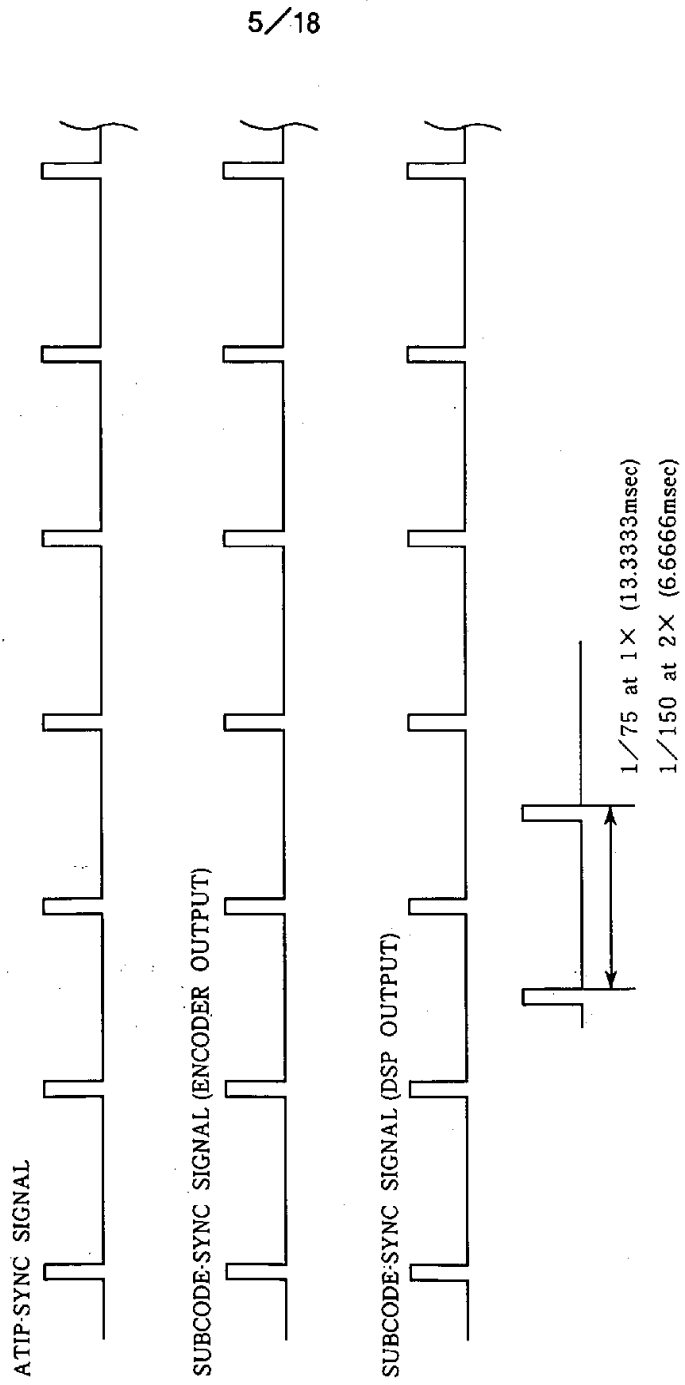 5/18
ATIP-SYNC SIGNAL
SUBCODE-SYNC SIGNAL (ENCODER OUTPUT)
SUBCODE-SYNC SIGNAL (DSP OUTPUT)
1/75 at 1× (13.3333msec)
1/150 at 2× (6.6666msec)